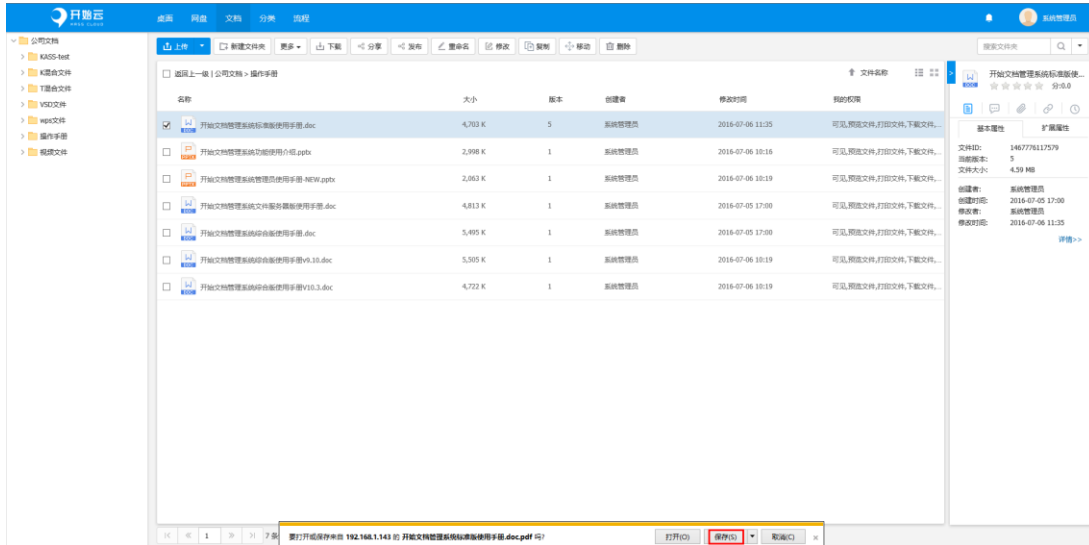 开始云
KASS CLOUD
桌面 网盘 文档 分类 流程
系统管理员
公司文档
KASS-test
K混合文件
T混合文件
VSD文件
wps文件
操作手册
视频文件
上传 新建文件夹 更多 下载 分享 发布 重命名 修改 复制 移动 删除
搜索文件夹
返回上一级 | 公司文档 > 操作手册
文件名称
名称 大小 版本 创建者 修改时间 我的权限
开始文档管理系统标准版使用手册.doc 4,703 K 5 系统管理员 2016-07-06 11:35 可见,预览文件,打印文件,下载文件,...
开始文档管理系统功能使用介绍.pptx 2,998 K 1 系统管理员 2016-07-06 10:16 可见,预览文件,打印文件,下载文件,...
开始文档管理系统管理员使用手册-NEW.pptx 2,063 K 1 系统管理员 2016-07-06 10:19 可见,预览文件,打印文件,下载文件,...
开始文档管理系统文件服务器版使用手册.doc 4,813 K 1 系统管理员 2016-07-05 17:00 可见,预览文件,打印文件,下载文件,...
开始文档管理系统综合版使用手册.doc 5,495 K 1 系统管理员 2016-07-05 17:00 可见,预览文件,打印文件,下载文件,...
开始文档管理系统综合版使用手册v9.10.doc 5,505 K 1 系统管理员 2016-07-06 10:19 可见,预览文件,打印文件,下载文件,...
开始文档管理系统综合版使用手册V10.3.doc 4,722 K 1 系统管理员 2016-07-06 10:19 可见,预览文件,打印文件,下载文件,...
开始文档管理系统标准版使...
分:0.0
基本属性 扩展属性
文件ID: 1467776117579
当前版本: 5
文件大小: 4.59 MB
创建者: 系统管理员
创建时间: 2016-07-05 17:00
修改者: 系统管理员
修改时间: 2016-07-06 11:35
详情>>
1 7 条
要打开或保存来自 192.168.1.143 的 开始文档管理系统标准版使用手册.doc.pdf 吗?
打开(O) 保存(S) 取消(C) ×